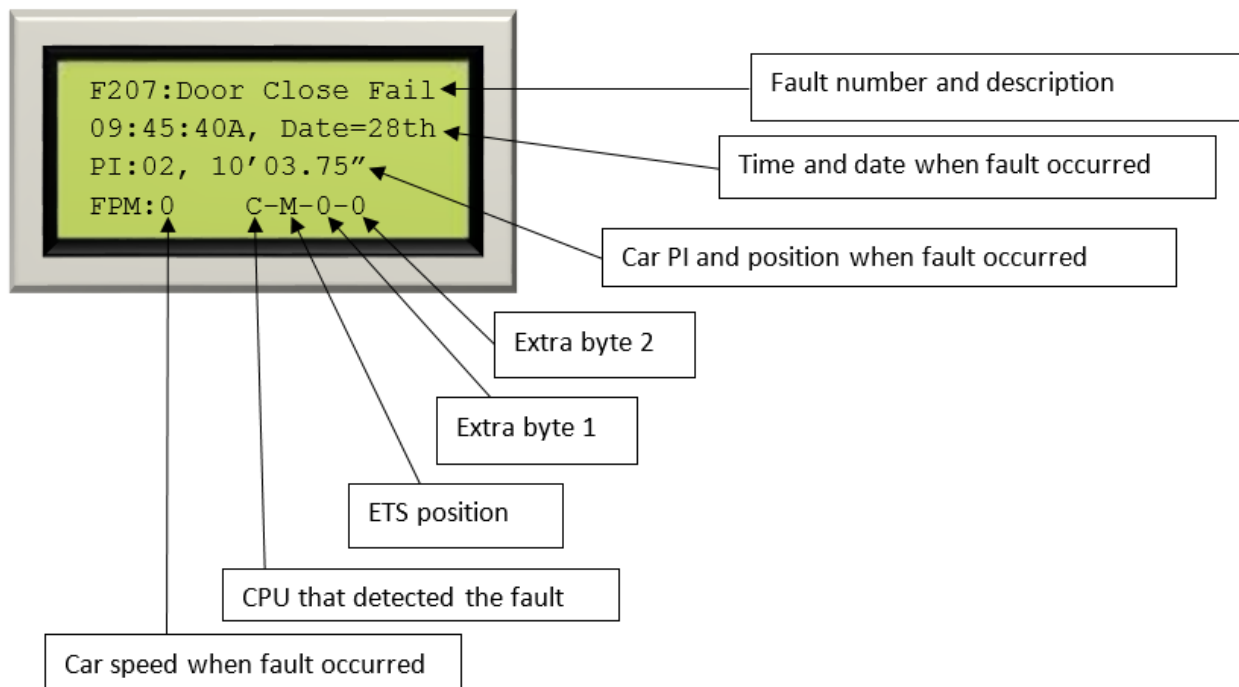 F207:Door Close Fail
09:45:40A, Date=28th
PI:02, 10’03.75”
FPM:0 C-M-0-0
Fault number and description
Time and date when fault occurred
Car PI and position when fault occurred
Extra byte 2
Extra byte 1
ETS position
CPU that detected the fault
Car speed when fault occurred